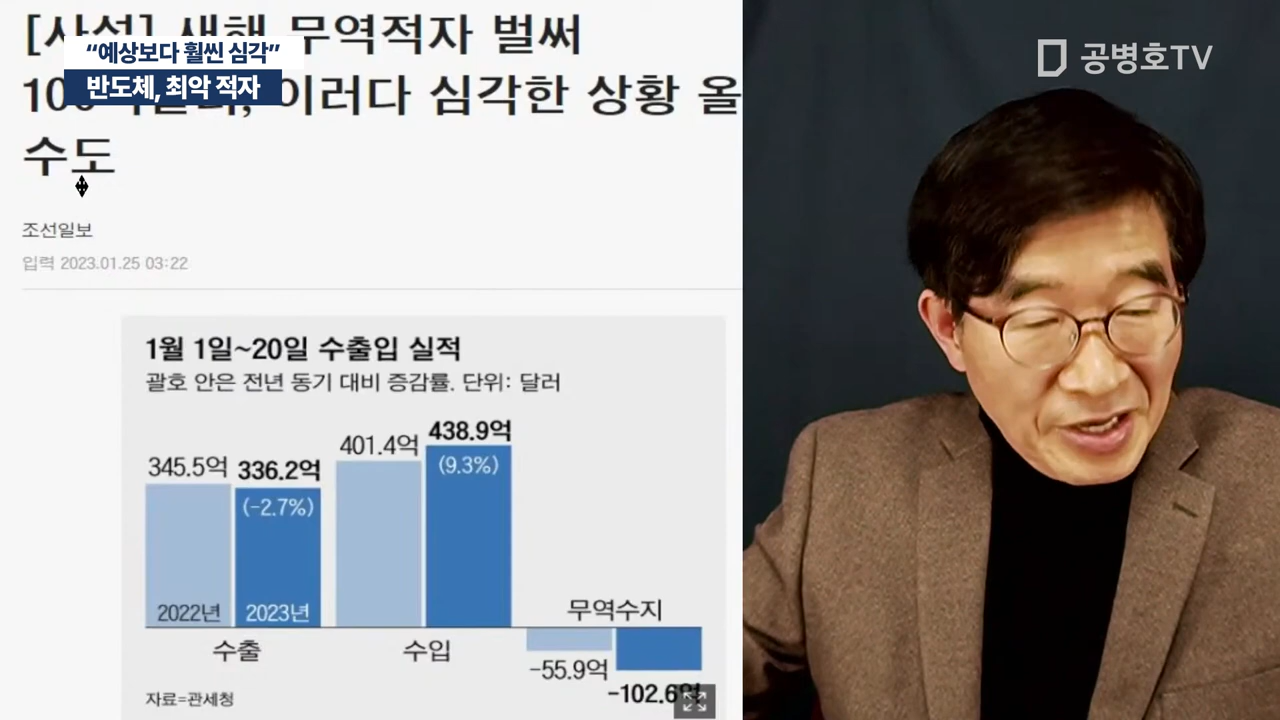 [사설] 새해 무역적자 벌써
“예상보다 훨씬 심각”
반도체, 최악 적자
이러다 심각한 상황 올
수도
공병호TV
조선일보
입력 2023.01.25 03:22
1월 1일~20일 수출입 실적
괄호 안은 전년 동기 대비 증감률. 단위: 달러
345.5억 336.2억 401.4억 438.9억
(-2.7%) (9.3%)
2022년 2023년 무역수지
수출 수입
-55.9억
-102.6억
자료=관세청